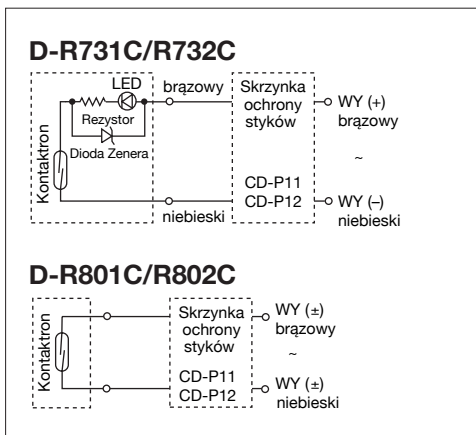 D-R731C/R732C
LED
brązowy
Rezystor
Dioda Zenera
Kontaktron
niebieski
Skrzynka
ochrony
styków
CD-P11
CD-P12
WY (+)
brązowy
~
WY (–)
niebieski
D-R801C/R802C
Kontaktron
Skrzynka
ochrony
styków
CD-P11
CD-P12
WY (±)
brązowy
~
WY (±)
niebieski